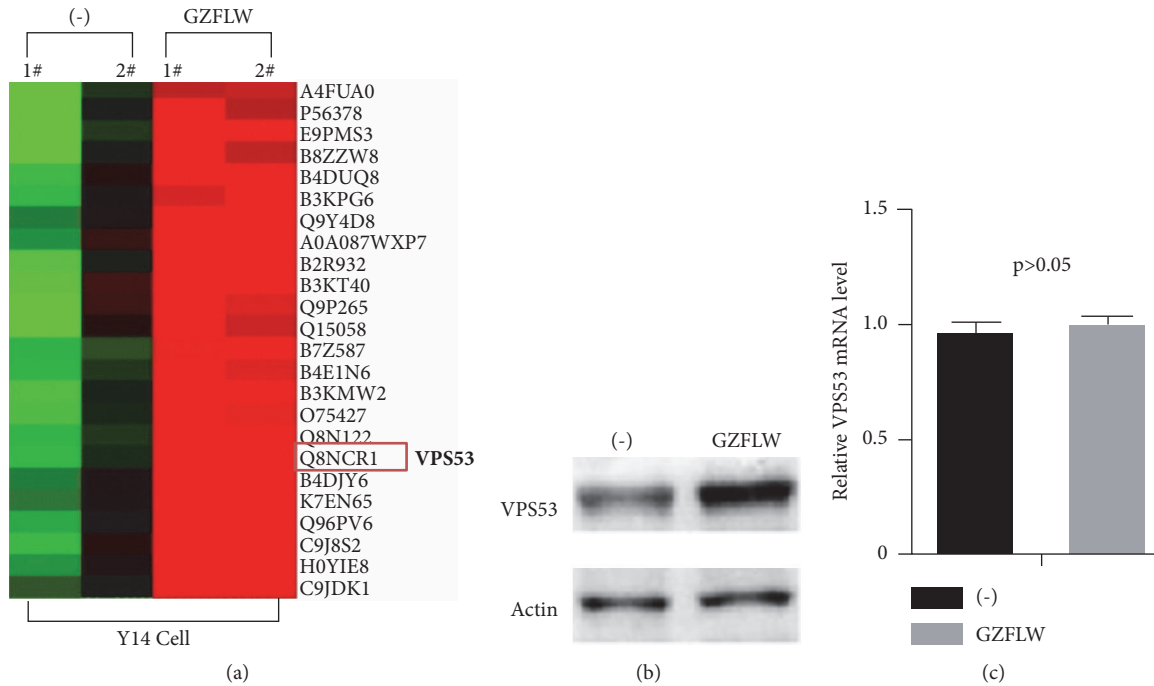 (-) GZFLW
1# 2# 1# 2#
A4FUA0
P56378
E9PMS3
B8ZZW8
B4DUQ8
B3KPG6
Q9Y4D8
A0A087WXP7
B2R932
B3KT40
Q9P265
Q15058
B7Z587
B4E1N6
B3KMW2
O75427
Q8N122
Q8NCR1 VPS53
B4DJY6
K7EN65
Q96PV6
C9J8S2
H0YIE8
C9JDK1
Y14 Cell
(a)
(-) GZFLW
VPS53
Actin
(b)
Relative VPS53 mRNA level
1.5
1.0
0.5
0
p>0.05
(-)
GZFLW
(c)